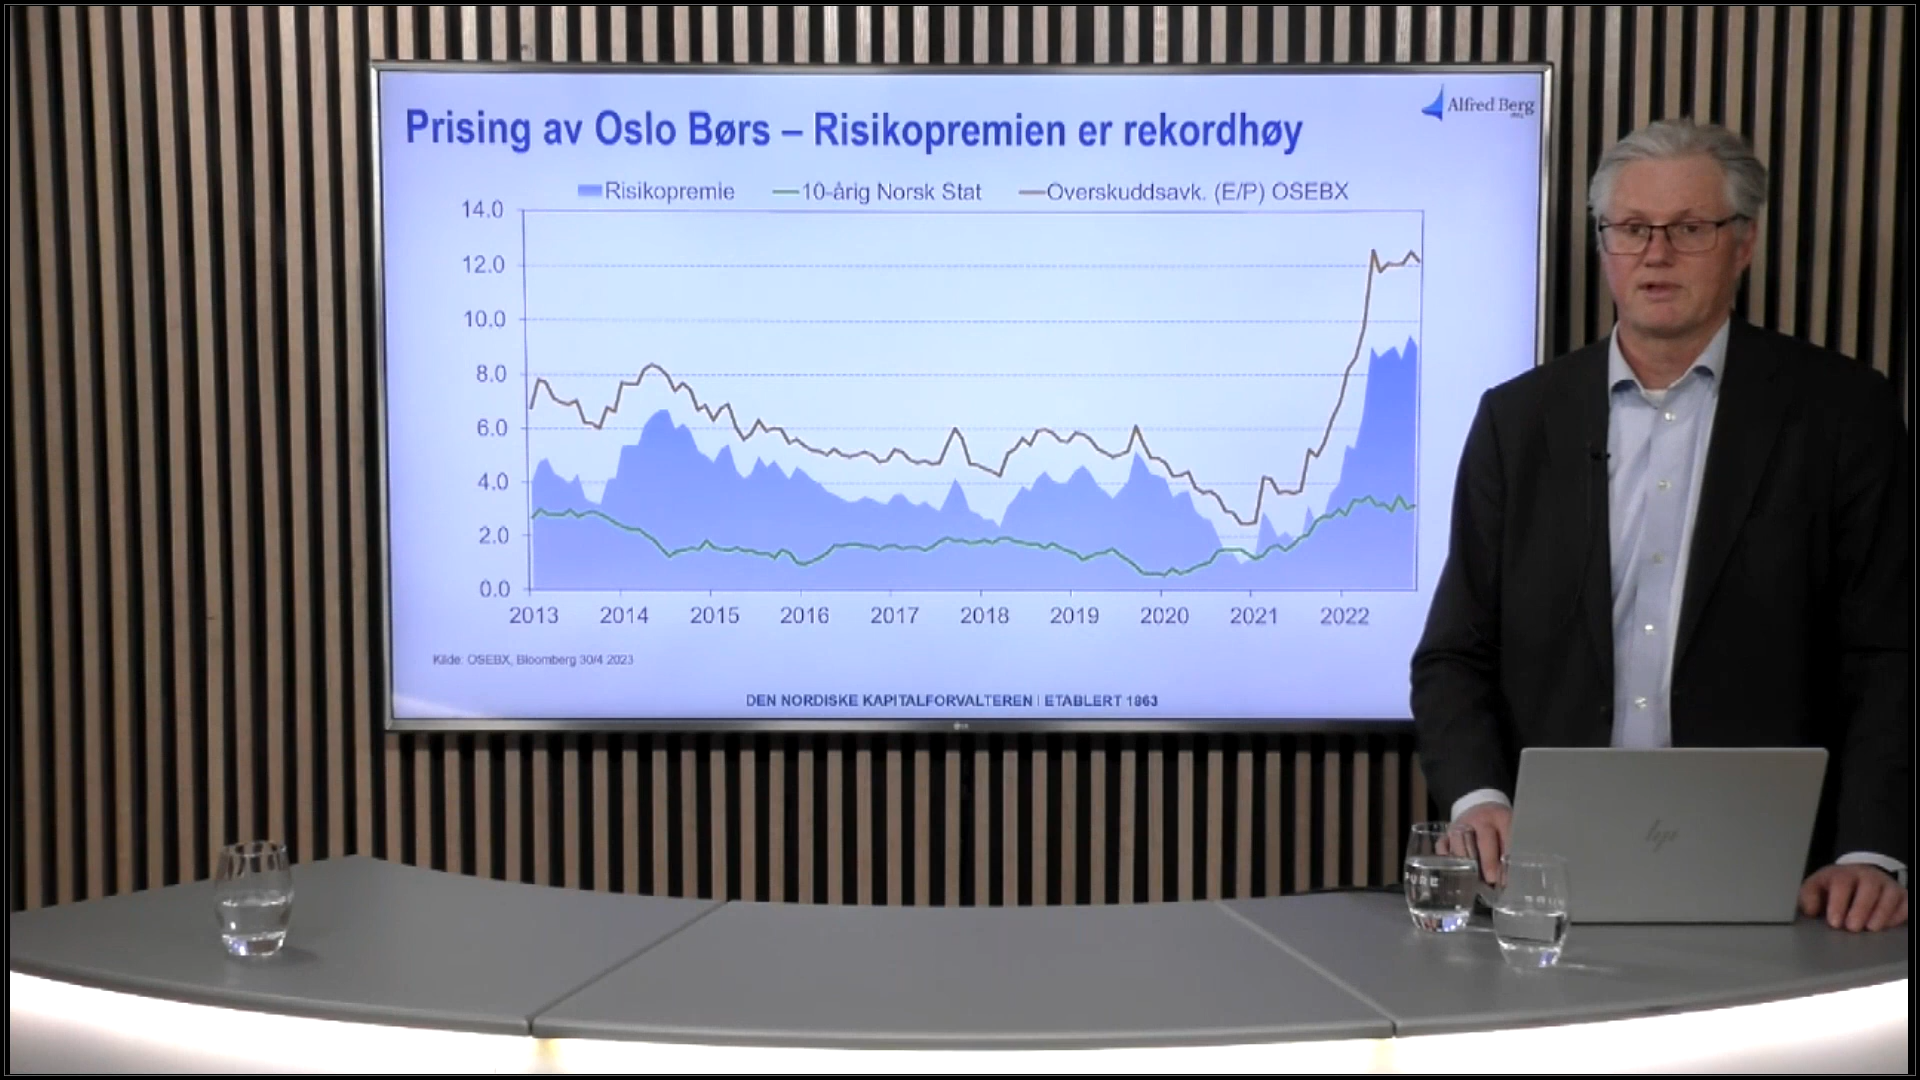 Alfred Berg
Prising av Oslo Børs – Risikopremien er rekordhøy
Risikopremie 10-årig Norsk Stat Overskuddsavk. (E/P) OSEBX
14.0
12.0
10.0
8.0
6.0
4.0
2.0
0.0
2013 2014 2015 2016 2017 2018 2019 2020 2021 2022
Kilde: OSEBX, Bloomberg 30/4 2023
DEN NORDISKE KAPITALFORVALTEREN | ETABLERT 1863
hp
PURE